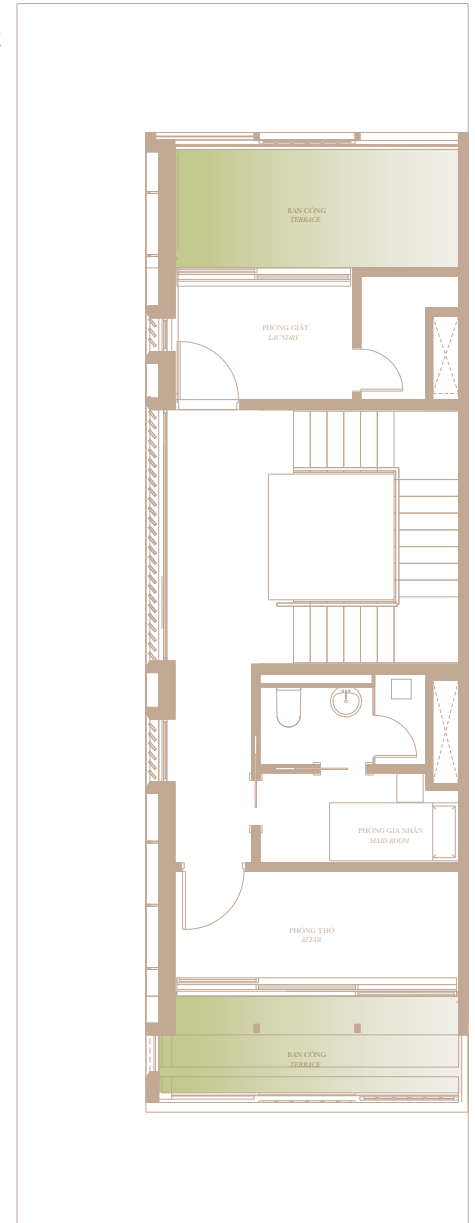 BAN CÔNG
TERRACE
PHÒNG GIẶT
LAUNDRY
PHÒNG GIA NHÂN
MAID ROOM
PHÒNG THỜ
ALTAR
BAN CÔNG
TERRACE